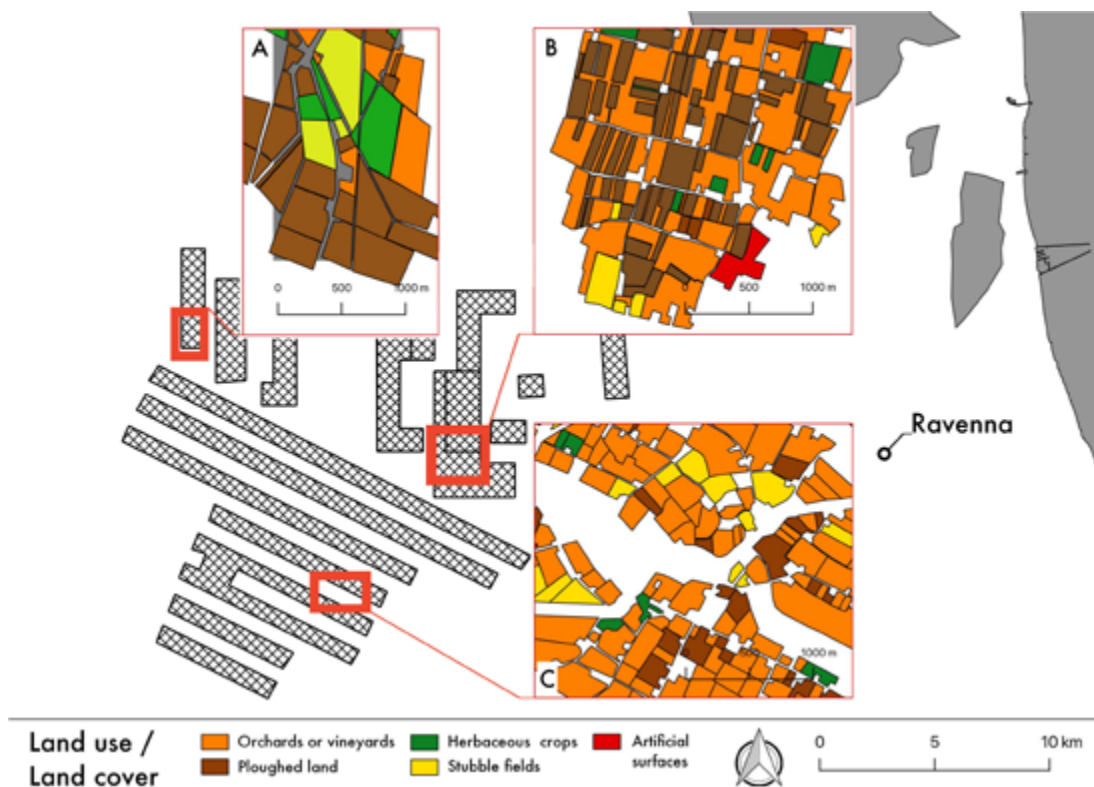 A
0 500 1000 m
B
500 1000 m
Ravenna
C
500 1000 m
Land use /
Land cover
Orchards or vineyards
Ploughed land
Herbaceous crops
Stubble fields
Artificial
surfaces
0 5 10 km